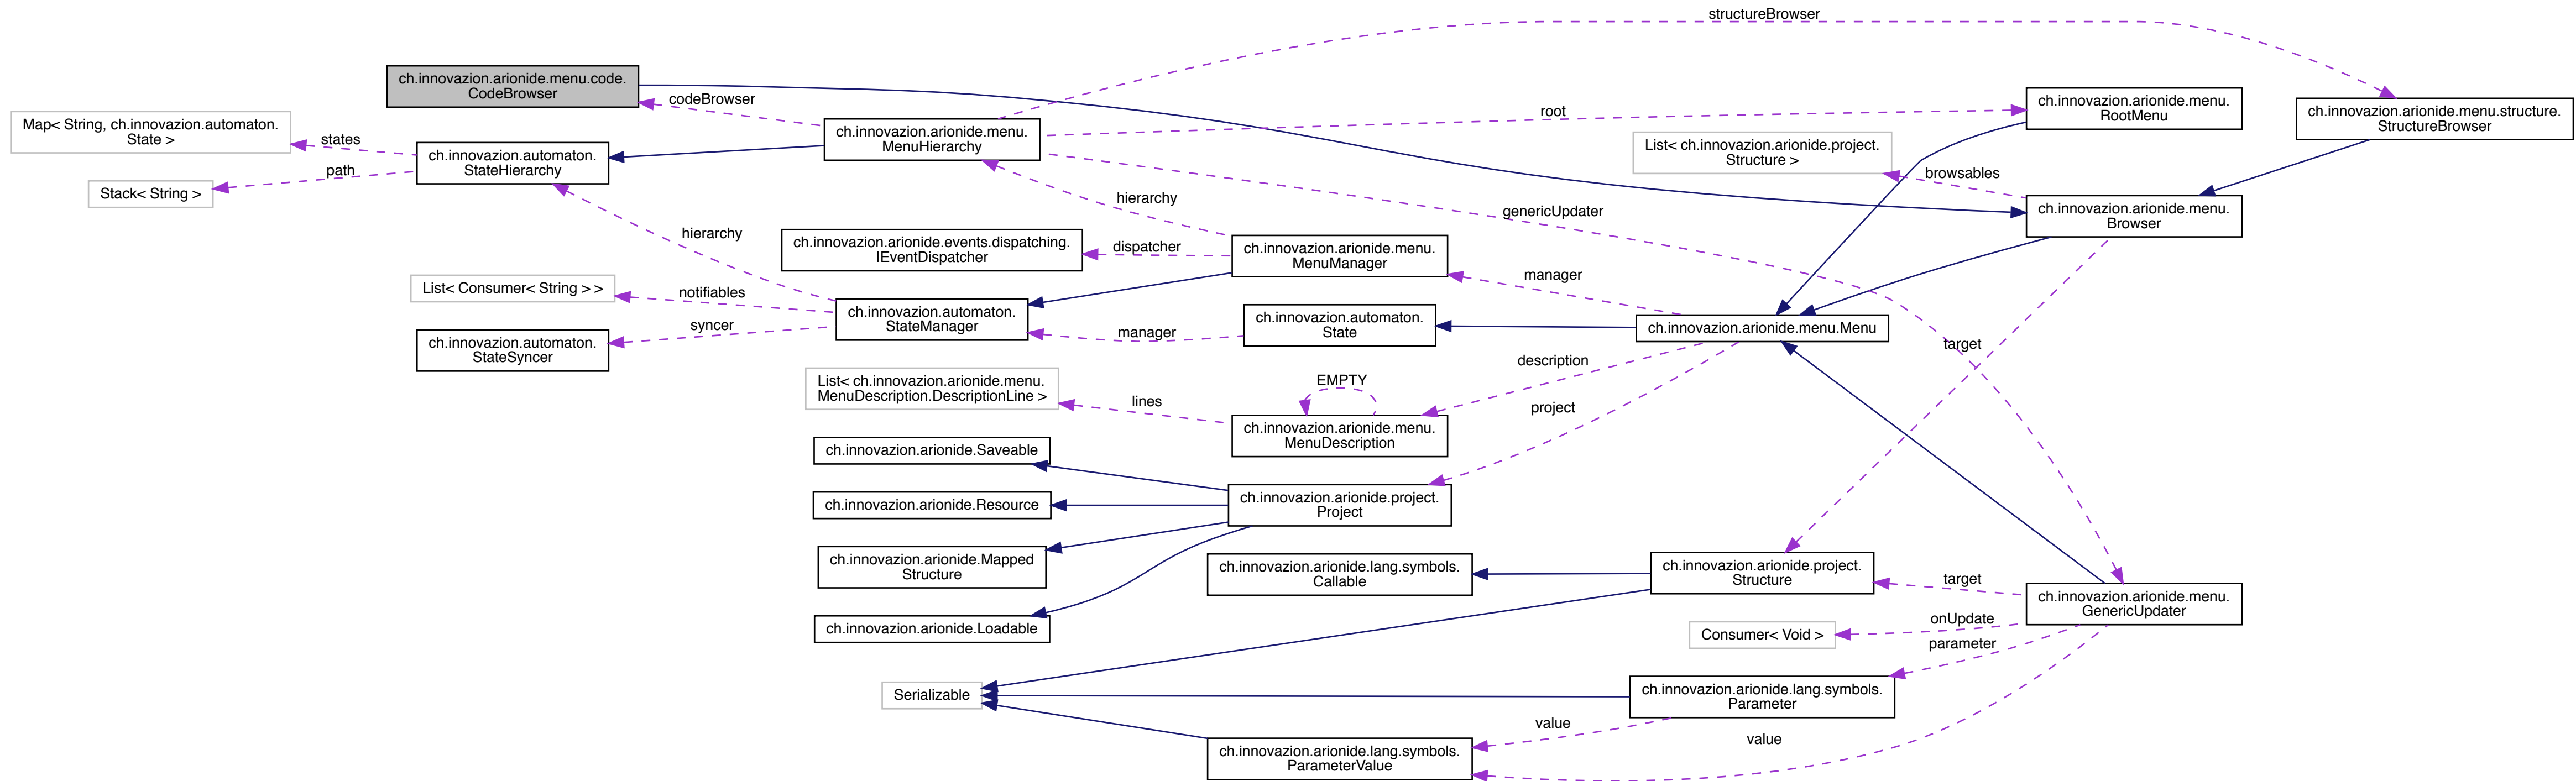 structureBrowser
ch.innovazion.arionide.menu.code.
CodeBrowser
codeBrowser
root
ch.innovazion.arionide.menu.
RootMenu
ch.innovazion.arionide.menu.structure.
StructureBrowser
Map< String, ch.innovazion.automaton.
State >
states
ch.innovazion.arionide.menu.
MenuHierarchy
List< ch.innovazion.arionide.project.
Structure >
ch.innovazion.automaton.
StateHierarchy
path
browsables
Stack< String >
hierarchy
genericUpdater
ch.innovazion.arionide.menu.
Browser
hierarchy
ch.innovazion.arionide.events.dispatching.
IEventDispatcher
dispatcher
ch.innovazion.arionide.menu.
MenuManager
manager
List< Consumer< String > >
notifiables
ch.innovazion.automaton.
StateManager
syncer
ch.innovazion.automaton.
StateSyncer
manager
ch.innovazion.automaton.
State
ch.innovazion.arionide.menu.Menu
target
description
List< ch.innovazion.arionide.menu.
MenuDescription.DescriptionLine >
lines
EMPTY
project
ch.innovazion.arionide.menu.
MenuDescription
ch.innovazion.arionide.Saveable
ch.innovazion.arionide.Resource
ch.innovazion.arionide.project.
Project
ch.innovazion.arionide.Mapped
Structure
ch.innovazion.arionide.lang.symbols.
Callable
ch.innovazion.arionide.project.
Structure
target
ch.innovazion.arionide.menu.
GenericUpdater
ch.innovazion.arionide.Loadable
Consumer< Void >
onUpdate
parameter
Serializable
ch.innovazion.arionide.lang.symbols.
Parameter
value
value
ch.innovazion.arionide.lang.symbols.
ParameterValue